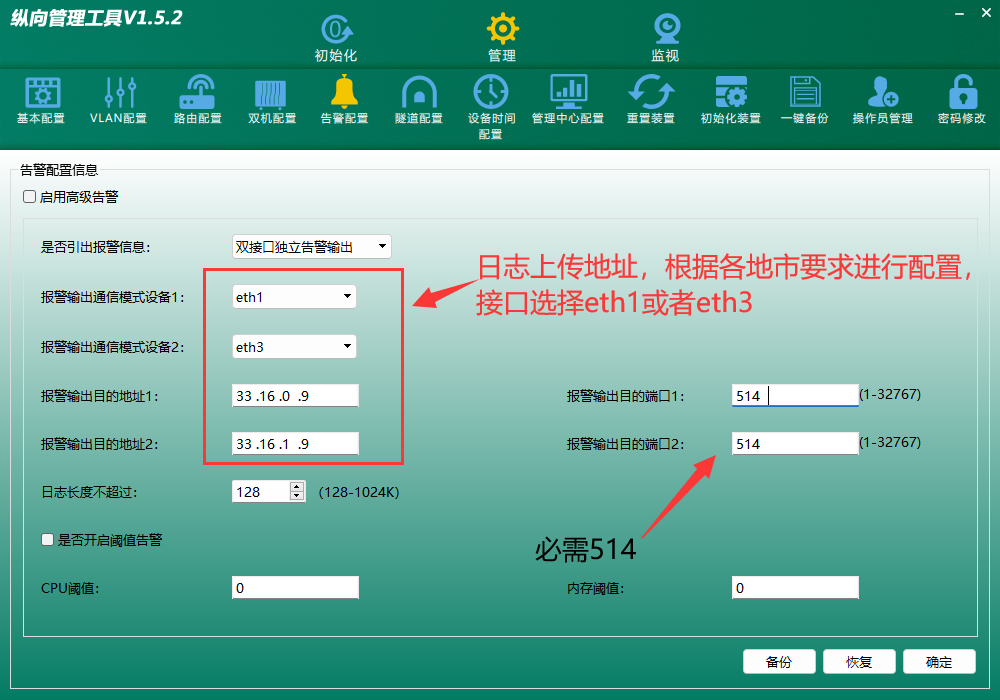 纵向管理工具V1.5.2
初始化 管理 监视
基本配置 VLAN配置 路由配置 双机配置 告警配置 隧道配置 设备时间配置 管理中心配置 重置装置 初始化装置 一键备份 操作员管理 密码修改
告警配置信息
启用高级告警
是否引出报警信息: 双接口独立告警输出
日志上传地址，根据各地市要求进行配置，
接口选择eth1或者eth3
报警输出通信模式设备1: eth1
报警输出通信模式设备2: eth3
报警输出目的地址1: 33 .16 .0 .9 报警输出目的端口1: 514 (1-32767)
报警输出目的地址2: 33 .16 .1 .9 报警输出目的端口2: 514 (1-32767)
日志长度不超过: 128 (128-1024K)
是否开启阈值告警
必需514
CPU阈值: 0 内存阈值: 0
备份 恢复 确定